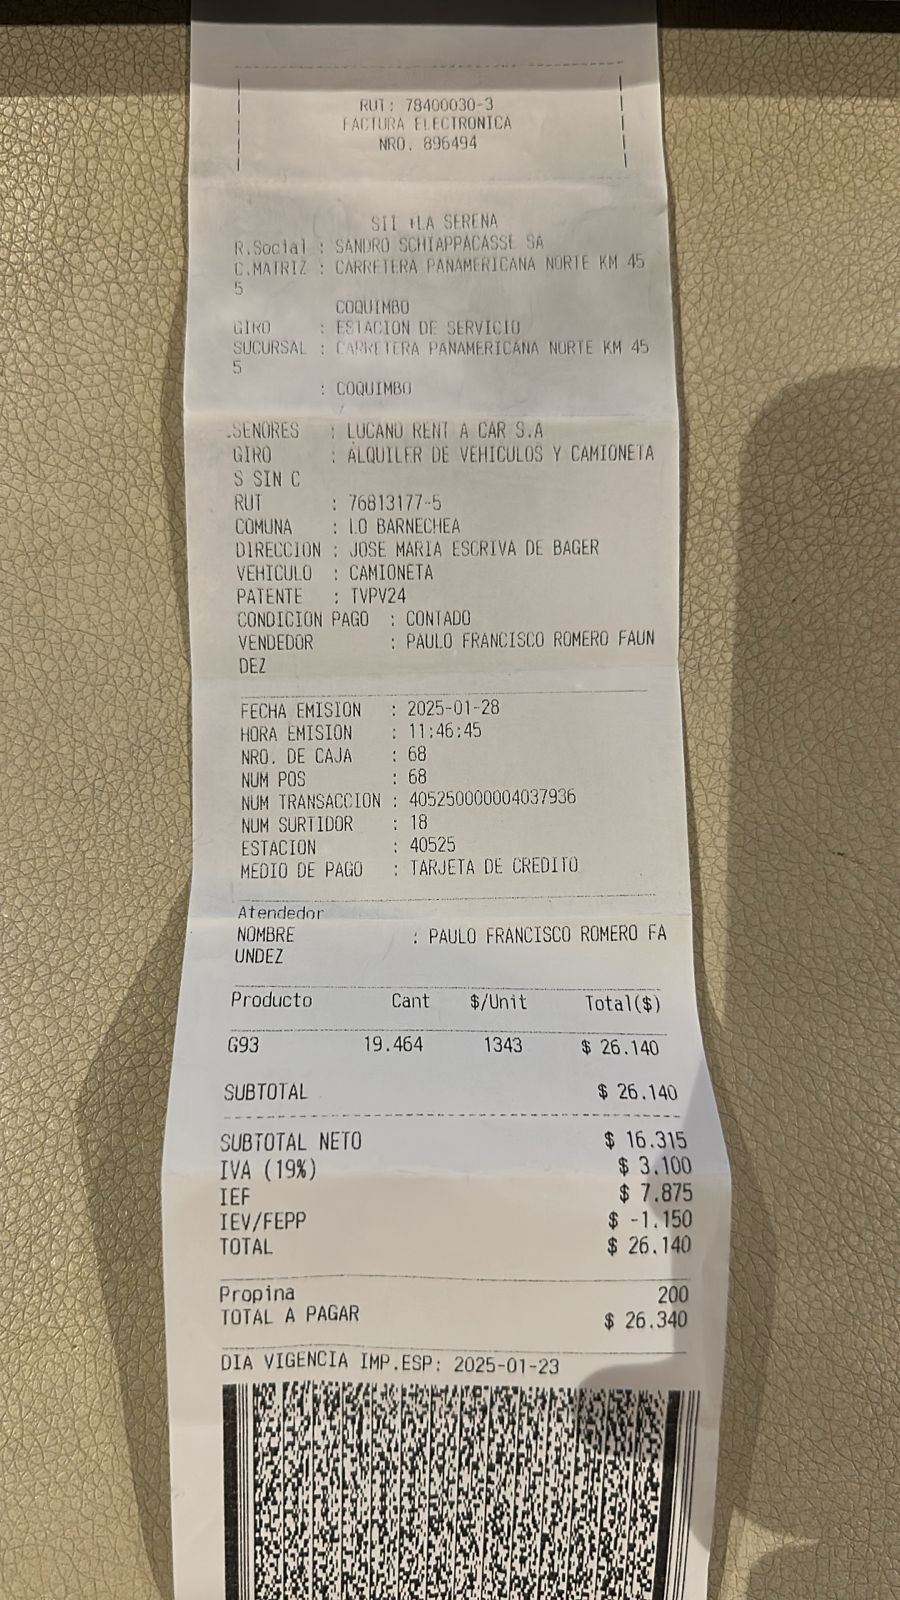 RUT: 78400030-3
FACTURA ELECTRONICA
NRO. 896494
SII +LA SERENA
R.Social : SANDRO SCHIAPPACASSE SA
C.MATRIZ : CARRETERA PANAMERICANA NORTE KM 45
5
COQUIMBO
GIRO : ESTACION DE SERVICIO
SUCURSAL : CARRETERA PANAMERICANA NORTE KM 45
5
: COQUIMBO
.SENORES : LUCANO RENT A CAR S.A
GIRO : ALQUILER DE VEHICULOS Y CAMIONETA
S SIN C
RUT : 76813177-5
COMUNA : LO BARNECHEA
DIRECCION : JOSE MARIA ESCRIVA DE BAGER
VEHICULO : CAMIONETA
PATENTE : TVPV24
CONDICION PAGO : CONTADO
VENDEDOR : PAULO FRANCISCO ROMERO FAUN
DEZ
FECHA EMISION : 2025-01-28
HORA EMISION : 11:46:45
NRO. DE CAJA : 68
NUM POS : 68
NUM TRANSACCION : 405250000004037936
NUM SURTIDOR : 18
ESTACION : 40525
MEDIO DE PAGO : TARJETA DE CREDITO
Atendedor
NOMBRE : PAULO FRANCISCO ROMERO FA
UNDEZ
Producto Cant $/Unit Total($)
G93 19.464 1343 $ 26.140
SUBTOTAL $ 26.140
SUBTOTAL NETO $ 16.315
IVA (19%) $ 3.100
IEF $ 7.875
IEV/FEPP $ -1.150
TOTAL $ 26.140
Propina 200
TOTAL A PAGAR $ 26.340
DIA VIGENCIA IMP.ESP: 2025-01-23